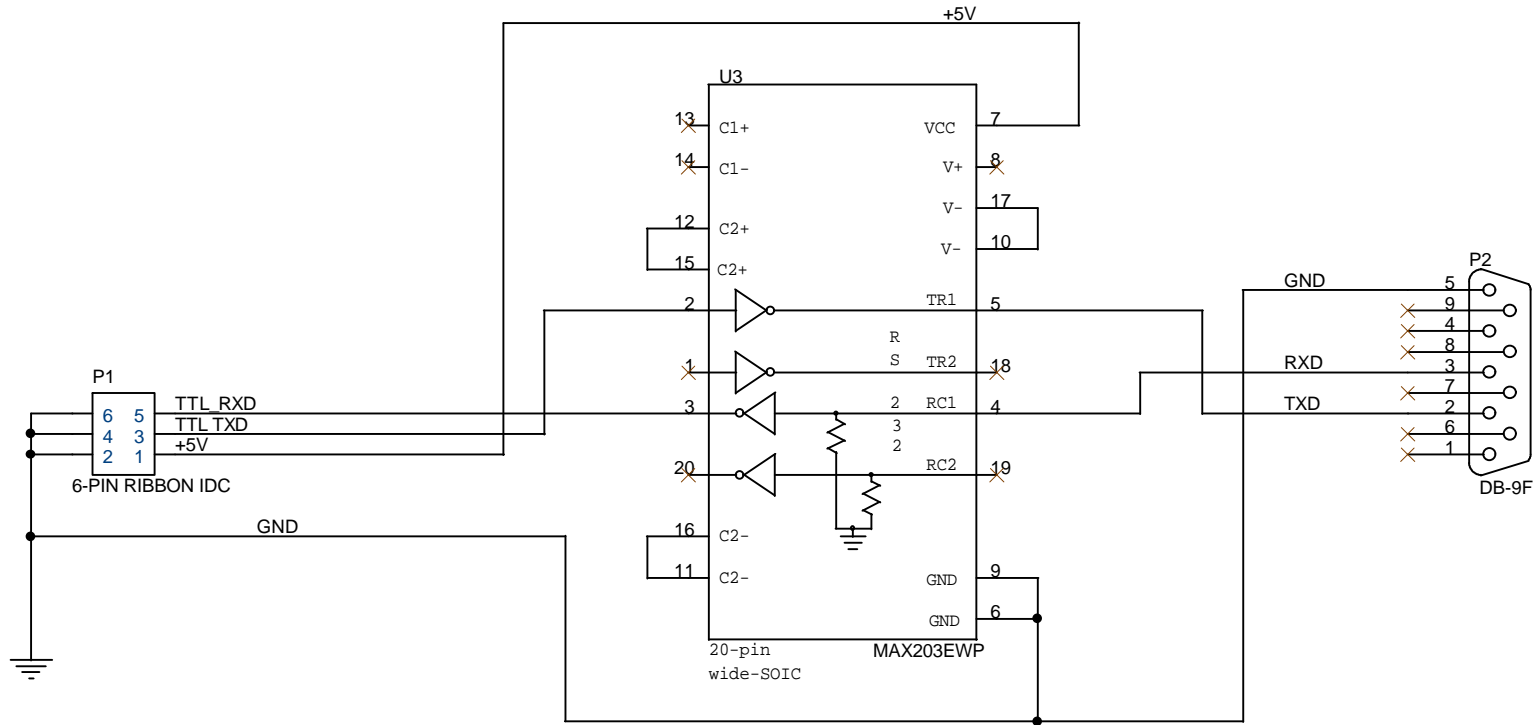 +5V
U3
13 C1+ VCC 7
14 C1- V+ 8
V- 17
12 C2+
V- 10
15 C2+
P2
GND 5
2 TR1 5
9
4
R
S
8
1 TR2 18
RXD 3
P1
7
6 5 TTL_RXD 3 2 RC1 4 TXD 2
4 3 TTL TXD 3
6
2 1 +5V 2
1
6-PIN RIBBON IDC
20 RC2 19
DB-9F
GND
16 C2-
11 C2- GND 9
GND 6
20-pin MAX203EWP
wide-SOIC